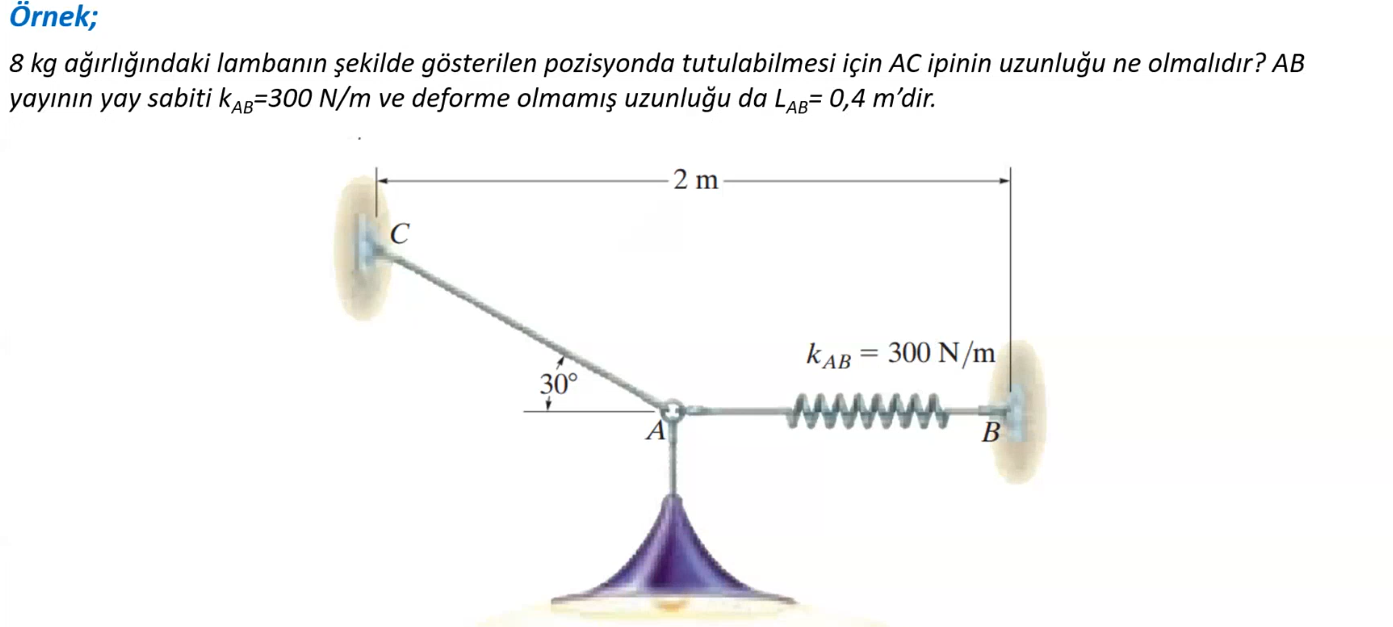 Örnek;
8 kg ağırlığındaki lambanın şekilde gösterilen pozisyonda tutulabilmesi için AC ipinin uzunluğu ne olmalıdır? AB
yayının yay sabiti kAB=300 N/m ve deforme olmamış uzunluğu da LAB= 0,4 m’dir.
2 m
C
kAB = 300 N/m
30°
A
B